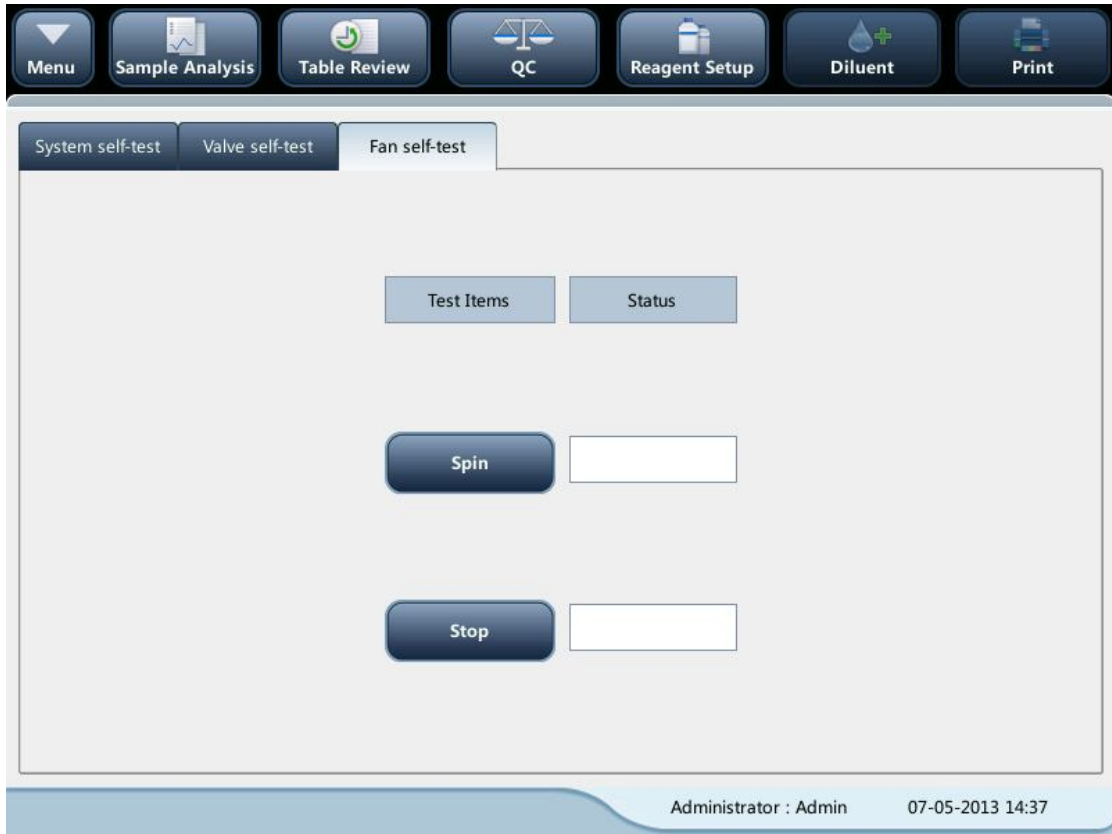 Menu
Sample Analysis
Table Review
QC
Reagent Setup
Diluent
Print
System self-test
Valve self-test
Fan self-test
Test Items
Status
Spin
Stop
Administrator : Admin
07-05-2013 14:37